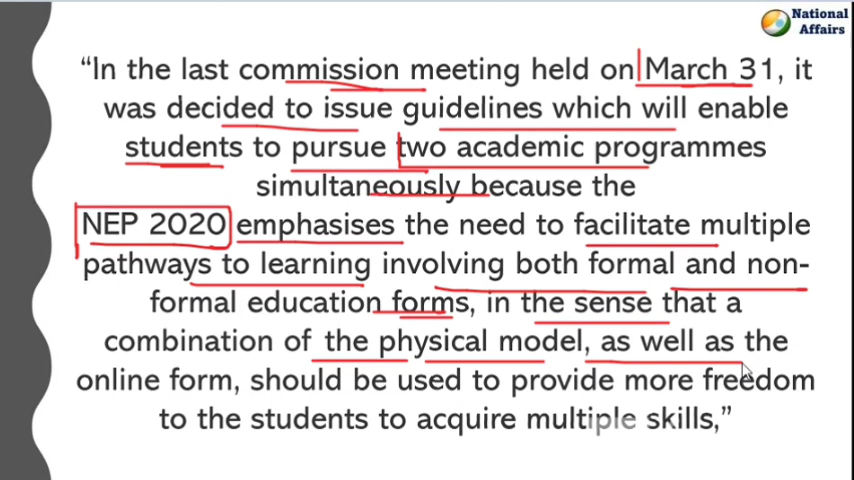 National
Affairs
“In the last commission meeting held on March 31, it
was decided to issue guidelines which will enable
students to pursue two academic programmes
simultaneously because the
NEP 2020 emphasises the need to facilitate multiple
pathways to learning involving both formal and non-
formal education forms, in the sense that a
combination of the physical model, as well as the
online form, should be used to provide more freedom
to the students to acquire multiple skills,”